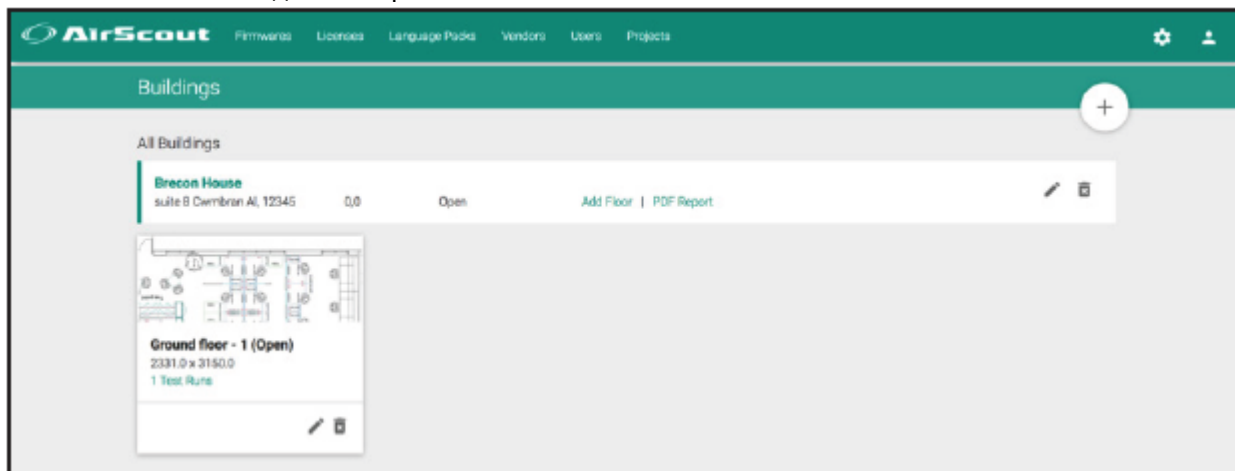 AirScout Firmwares Licenses Language Packs Vendors Users Projects
Buildings
+
All Buildings
Brecon House
suite B Cwmbran Al, 12345 0,0 Open Add Floor | PDF Report
Ground floor - 1 (Open)
2331.0 x 3150.0
1 Test Runs